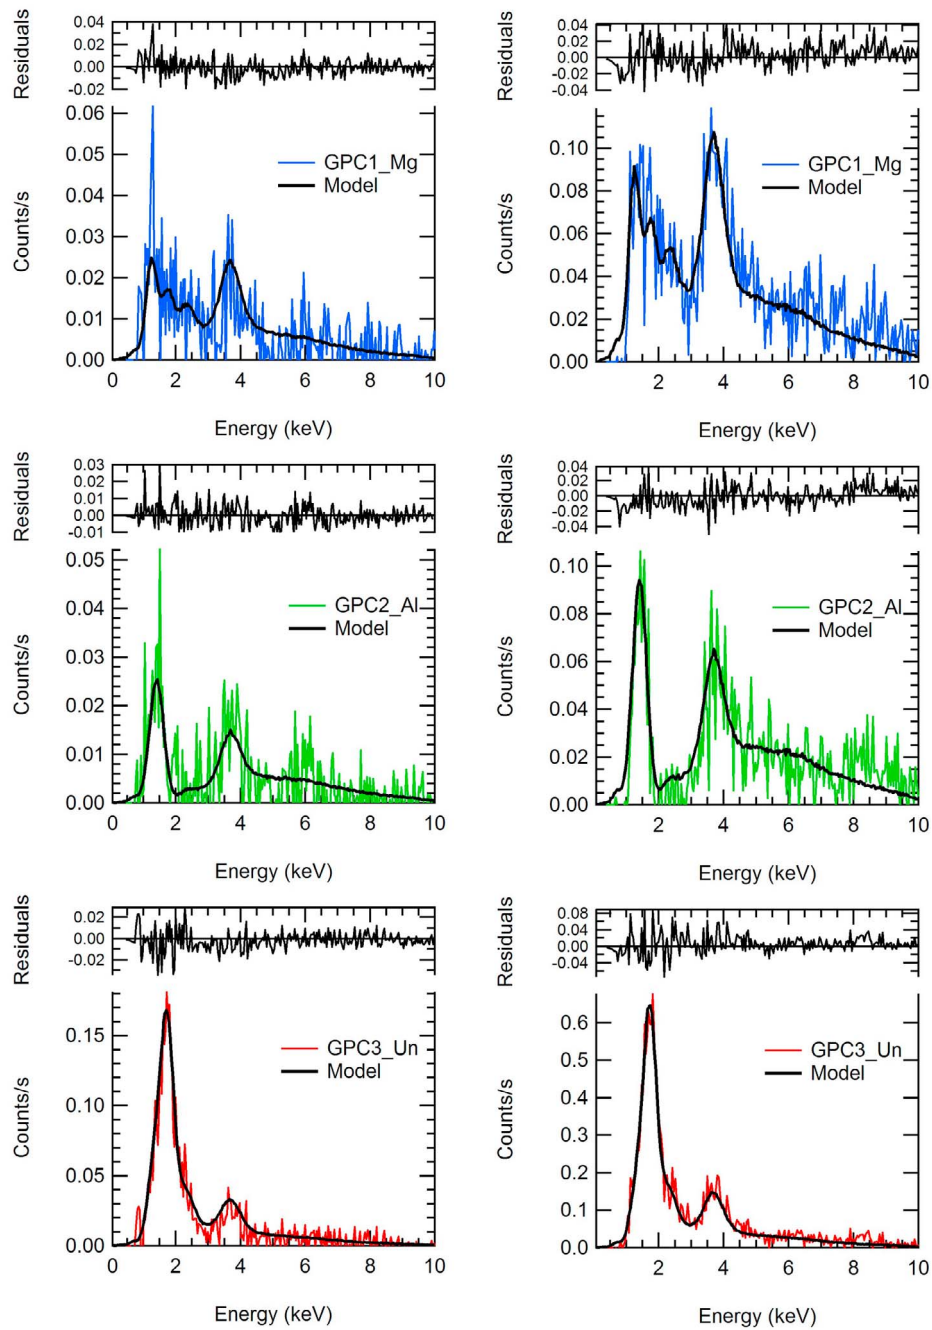 Residuals
0.04
0.02
0.00
-0.02
Counts/s
0.06
0.05
0.04
0.03
0.02
0.01
0.00
GPC1_Mg
Model
0 2 4 6 8 10
Energy (keV)
Residuals
0.04
0.02
0.00
-0.02
-0.04
Counts/s
0.10
0.08
0.06
0.04
0.02
0.00
GPC1_Mg
Model
2 4 6 8 10
Energy (keV)
Residuals
0.03
0.01
0.00
-0.01
Counts/s
0.05
0.04
0.03
0.02
0.01
0.00
GPC2_Al
Model
0 2 4 6 8 10
Energy (keV)
Residuals
0.04
0.02
0.00
-0.02
-0.04
Counts/s
0.10
0.08
0.06
0.04
0.02
0.00
GPC2_Al
Model
2 4 6 8 10
Energy (keV)
Residuals
0.02
0.00
-0.02
Counts/s
0.15
0.10
0.05
0.00
GPC3_Un
Model
0 2 4 6 8 10
Energy (keV)
Residuals
0.08
0.04
0.00
-0.04
Counts/s
0.6
0.5
0.4
0.3
0.2
0.1
0.0
GPC3_Un
Model
2 4 6 8 10
Energy (keV)